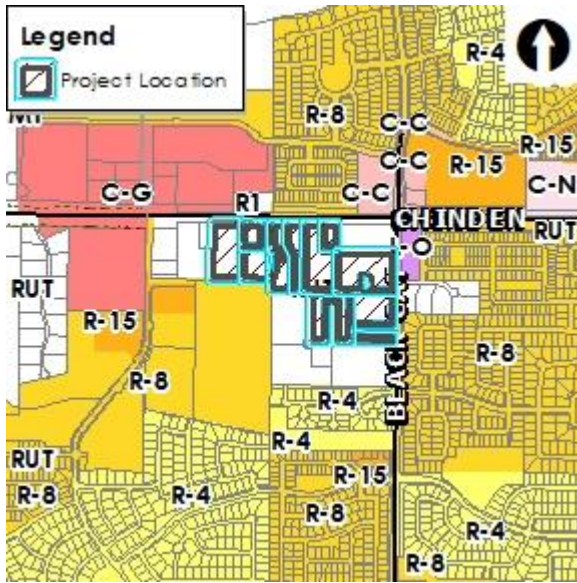 Legend
Project Location
R-4
R-8
C-C
C-C
R-15
R-15
C-G
C-C
C-N
R1
CHINDEN
RUT
-O
RUT
R-15
R-8
R-8
R-4
R-4
RUT
R-15
R-8
R-4
R-8
R-4
R-8